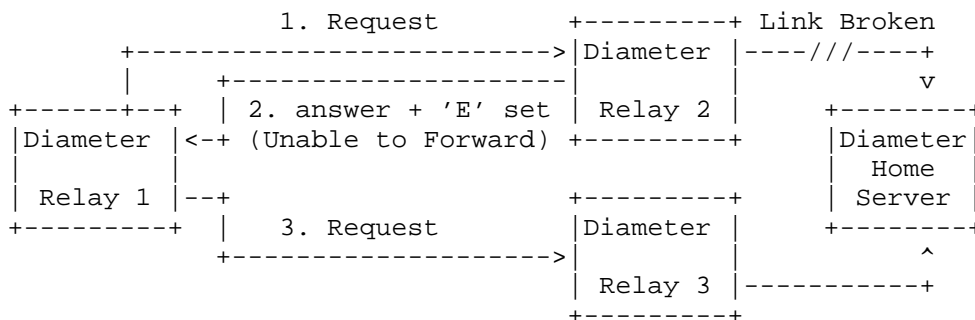 1. Request +---------+ Link Broken
+-------------------------->|Diameter |----///----+
| +---------------------| | v
+------+--+ | 2. answer + 'E' set | Relay 2 | +--------+
|Diameter |<-+ (Unable to Forward) +---------+ |Diameter|
| | | Home |
| Relay 1 |--+ +---------+ | Server |
+---------+ | 3. Request |Diameter | +--------+
+-------------------->| | ^
| Relay 3 |-----------+
+---------+